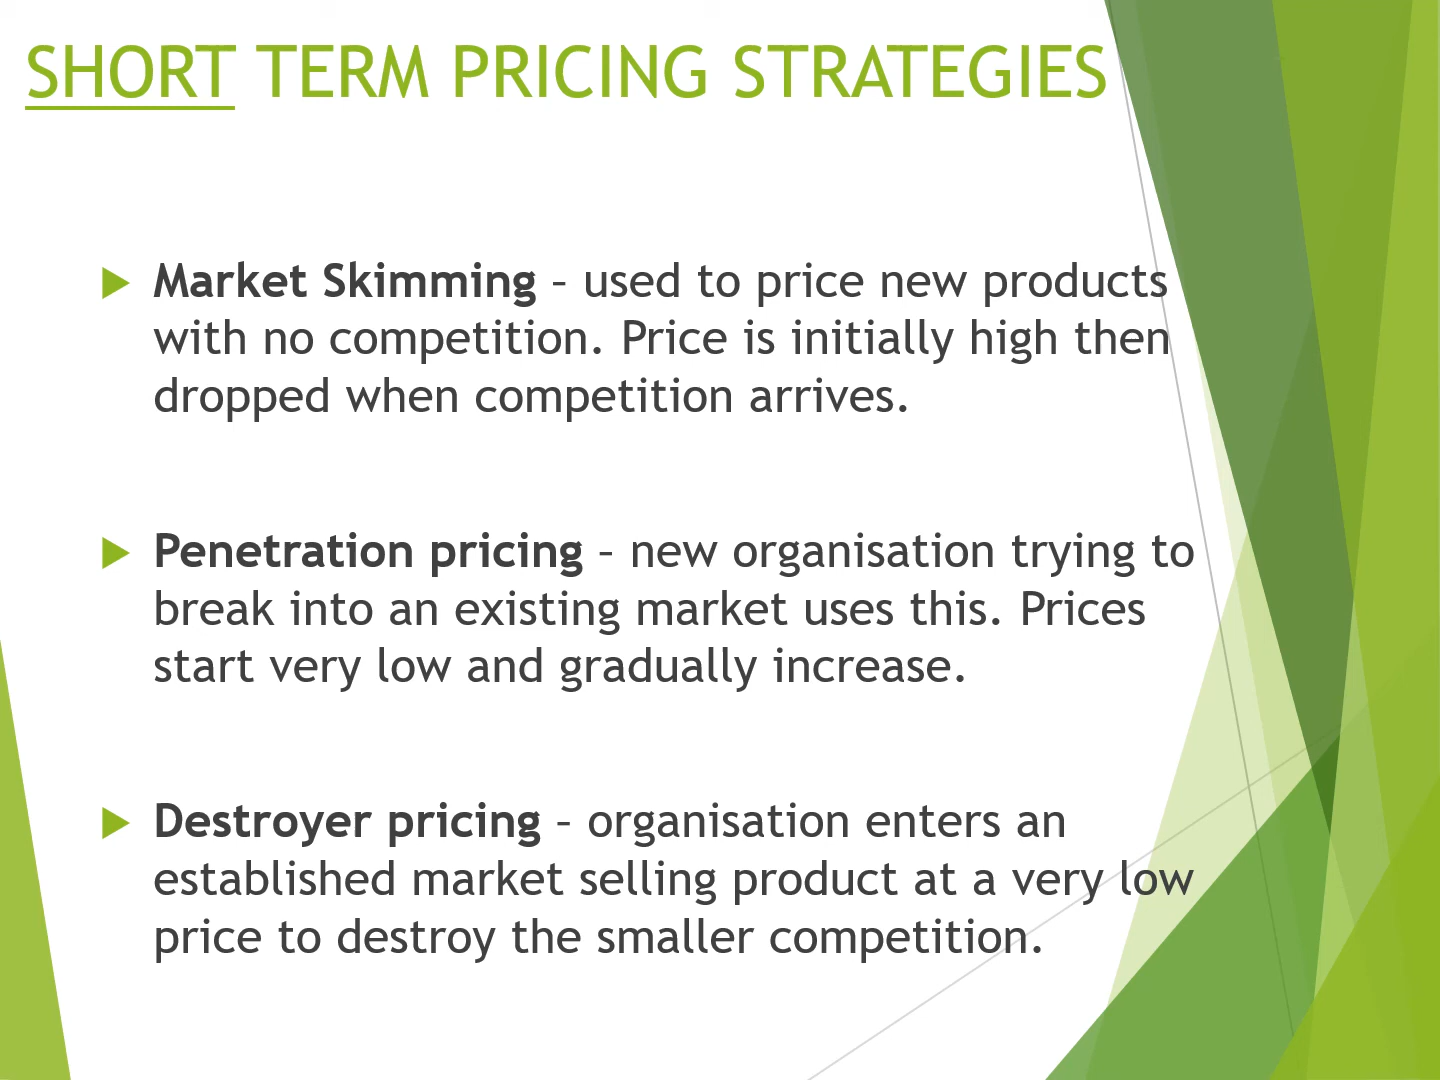 SHORT TERM PRICING STRATEGIES
Market Skimming – used to price new products
with no competition. Price is initially high then
dropped when competition arrives.
Penetration pricing – new organisation trying to
break into an existing market uses this. Prices
start very low and gradually increase.
Destroyer pricing – organisation enters an
established market selling product at a very low
price to destroy the smaller competition.